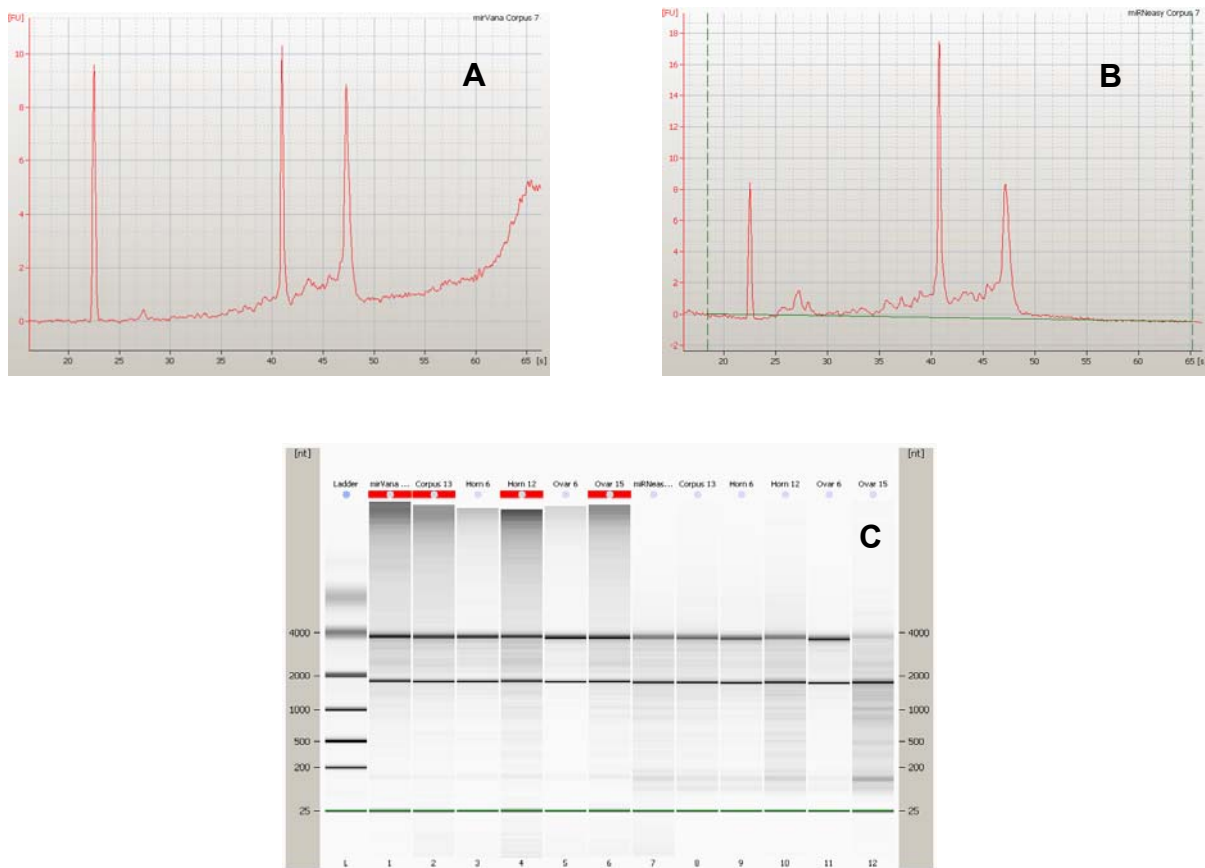 [FU] mirVana Corpus 7
A
10
8
6
4
2
0
20 25 30 35 40 45 50 55 60 65 [s]
[FU] miRNeasy Corpus 7
B
18
16
14
12
10
8
6
4
2
0
-2
20 25 30 35 40 45 50 55 60 65 [s]
[nt] [nt]
Ladder mirVana ... Corpus 13 Horn 6 Horn 12 Ovar 6 Ovar 15 miRNeas... Corpus 13 Horn 6 Horn 12 Ovar 6 Ovar 15
C
4000 4000
2000 2000
1000 1000
500 500
200 200
25 25
L 1 2 3 4 5 6 7 8 9 10 11 12